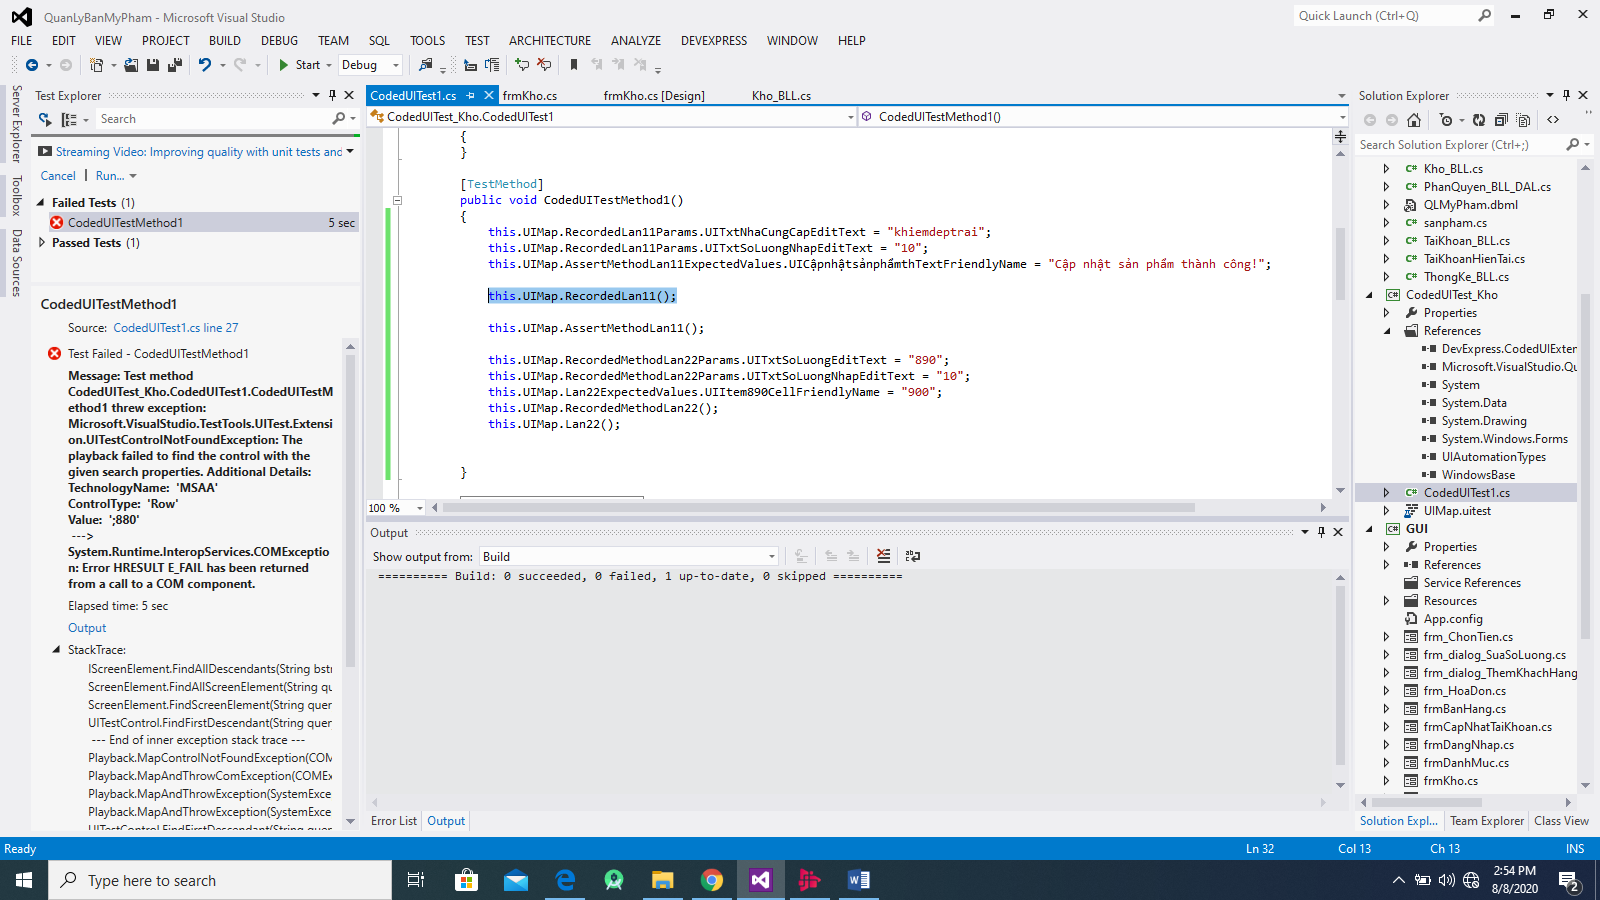 QuanLyBanMyPham - Microsoft Visual Studio
Quick Launch (Ctrl+Q)
FILE EDIT VIEW PROJECT BUILD DEBUG TEAM SQL TOOLS TEST ARCHITECTURE ANALYZE DEVEXPRESS WINDOW HELP
Start Debug
Server Explorer
Toolbox
Data Sources
Test Explorer
Search
Streaming Video: Improving quality with unit tests and
Cancel | Run...
Failed Tests (1)
CodedUITestMethod1 5 sec
Passed Tests (1)
CodedUITestMethod1
Source: CodedUITest1.cs line 27
Test Failed - CodedUITestMethod1
Message: Test method
CodedUITest_Kho.CodedUITest1.CodedUITestM
ethod1 threw exception:
Microsoft.VisualStudio.TestTools.UITest.Extensi
on.UITestControlNotFoundException: The
playback failed to find the control with the
given search properties. Additional Details:
TechnologyName: 'MSAA'
ControlType: 'Row'
Value: ';880'
--->
System.Runtime.InteropServices.COMExceptio
n: Error HRESULT E_FAIL has been returned
from a call to a COM component.
Elapsed time: 5 sec
Output
StackTrace:
IScreenElement.FindAllDescendants(String bstr
ScreenElement.FindAllScreenElement(String qu
ScreenElement.FindScreenElement(String quer
UITestControl.FindFirstDescendant(String quer
--- End of inner exception stack trace ---
Playback.MapControlNotFoundException(COM
Playback.MapAndThrowComException(COMEx
Playback.MapAndThrowException(SystemExce
Playback.MapAndThrowException(SystemExce
UITestControl.FindFirstDescendant(String quer
CodedUITest1.cs frmKho.cs frmKho.cs [Design] Kho_BLL.cs
CodedUITest_Kho.CodedUITest1 CodedUITestMethod1()
{
}
[TestMethod]
public void CodedUITestMethod1()
{
this.UIMap.RecordedLan11Params.UITxtNhaCungCapEditText = "khiemdeptrai";
this.UIMap.RecordedLan11Params.UITxtSoLuongNhapEditText = "10";
this.UIMap.AssertMethodLan11ExpectedValues.UICậpnhậtsảnphẩmthTextFriendlyName = "Cập nhật sản phẩm thành công!";
this.UIMap.RecordedLan11();
this.UIMap.AssertMethodLan11();
this.UIMap.RecordedMethodLan22Params.UITxtSoLuongEditText = "890";
this.UIMap.RecordedMethodLan22Params.UITxtSoLuongNhapEditText = "10";
this.UIMap.Lan22ExpectedValues.UIItem890CellFriendlyName = "900";
this.UIMap.RecordedMethodLan22();
this.UIMap.Lan22();
}
100 %
Output
Show output from: Build
========== Build: 0 succeeded, 0 failed, 1 up-to-date, 0 skipped ==========
Error List Output
Solution Explorer
Search Solution Explorer (Ctrl+;)
Kho_BLL.cs
PhanQuyen_BLL_DAL.cs
QLMyPham.dbml
sanpham.cs
TaiKhoan_BLL.cs
TaiKhoanHienTai.cs
ThongKe_BLL.cs
CodedUITest_Kho
Properties
References
DevExpress.CodedUIExten
Microsoft.VisualStudio.Qu
System
System.Data
System.Drawing
System.Windows.Forms
UIAutomationTypes
WindowsBase
CodedUITest1.cs
UIMap.uitest
GUI
Properties
References
Service References
Resources
App.config
frm_ChonTien.cs
frm_dialog_SuaSoLuong.cs
frm_dialog_ThemKhachHang
frm_HoaDon.cs
frmBanHang.cs
frmCapNhatTaiKhoan.cs
frmDangNhap.cs
frmDanhMuc.cs
frmKho.cs
Solution Expl... Team Explorer Class View
Ready Ln 32 Col 13 Ch 13 INS
Type here to search
2:54 PM
8/8/2020
2